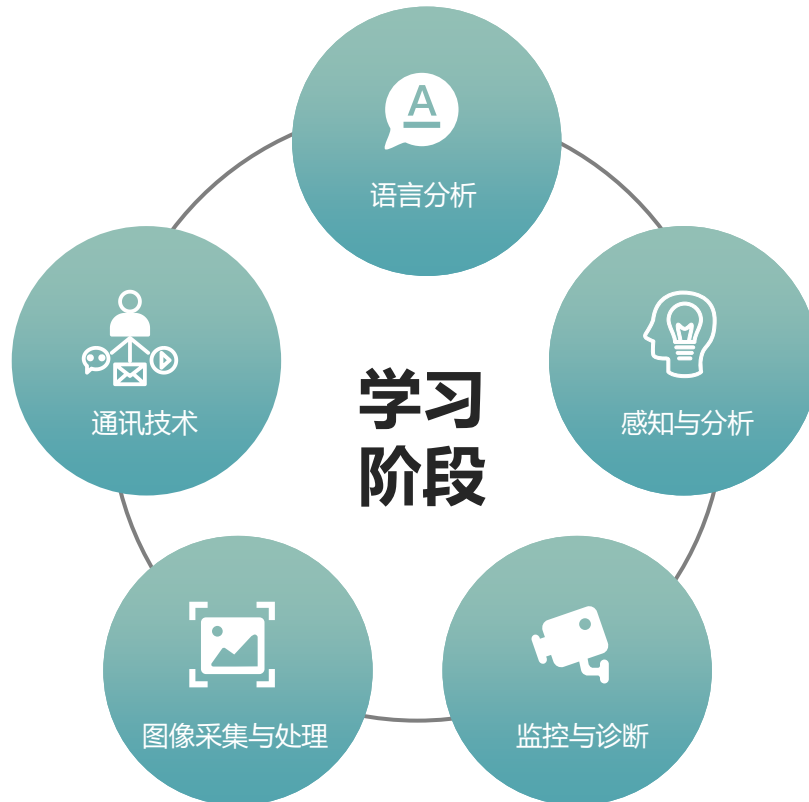 A
语言分析
感知与分析
监控与诊断
图像采集与处理
通讯技术
学习
阶段